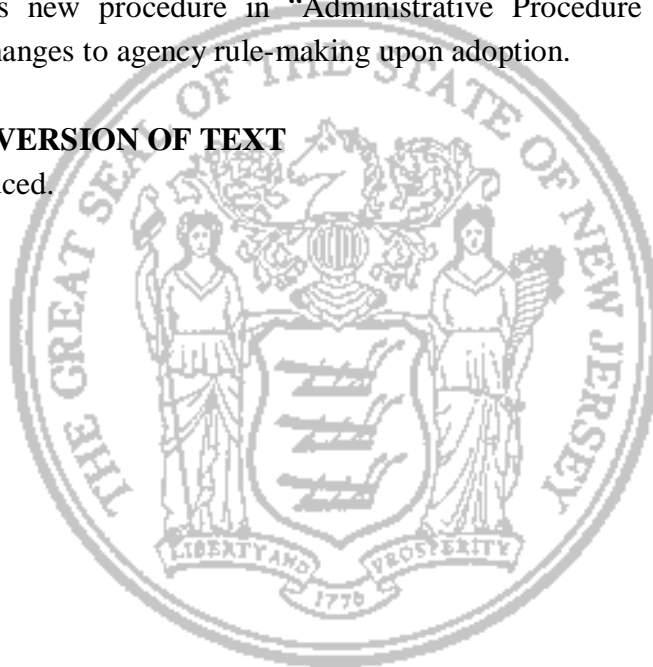 s new procedure in “Administrative Procedure
hanges to agency rule-making upon adoption.
VERSION OF TEXT
uced.
THE GREAT SEAL OF THE STATE OF NEW JERSEY
LIBERTY AND PROSPERITY
1776